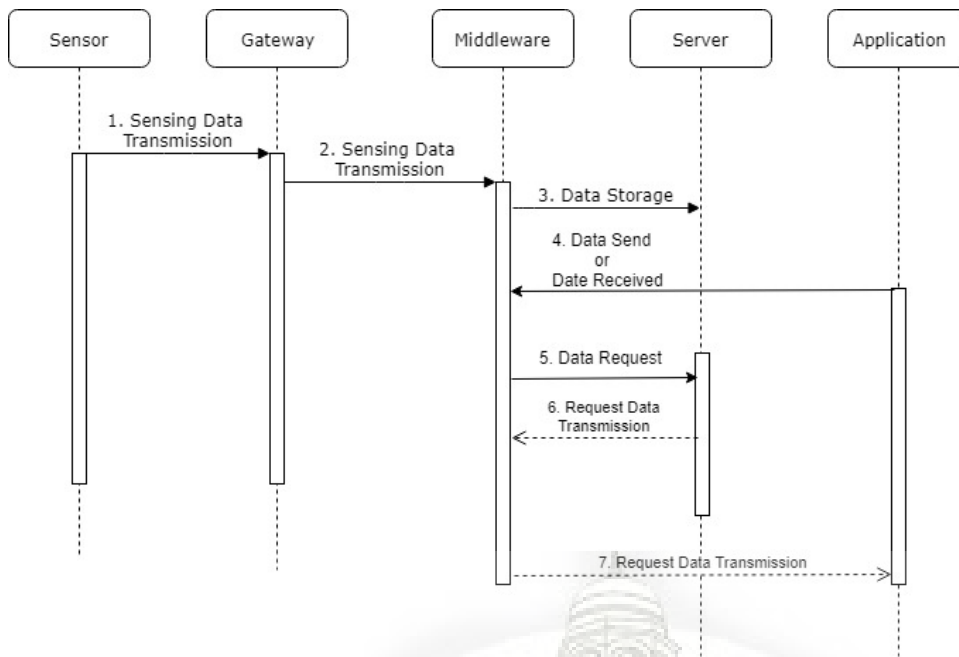 Sensor
Gateway
Middleware
Server
Application
1. Sensing Data
Transmission
2. Sensing Data
Transmission
3. Data Storage
4. Data Send
or
Date Received
5. Data Request
6. Request Data
Transmission
7. Request Data Transmission